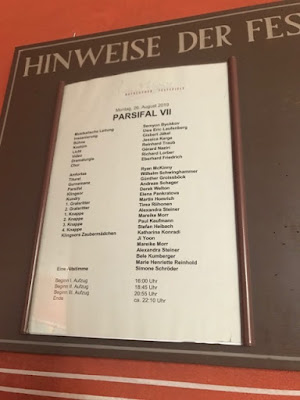 HINWEISE DER FES
BAYREUTHER FESTSPIELE
PARSIFAL VII
Musikalische Leitung Semyon Bychkov
Inszenierung Uwe Eric Laufenberg
Bühne Gisbert Jäkel
Kostüm Jessica Karge
Licht Reinhard Traub
Video Gérard Naziri
Dramaturgie Richard Lorber
Chor Eberhard Friedrich
Amfortas Ryan McKinny
Titurel Wilhelm Schwinghammer
Gurnemanz Günther Groissböck
Parsifal Andreas Schager
Klingsor Derek Welton
Kundry Elena Pankratova
1. Gralsritter Martin Homrich
2. Gralsritter Timo Riihonen
1. Knappe Alexandra Steiner
2. Knappe Mareike Morr
3. Knappe Paul Kaufmann
4. Knappe Stefan Heibach
Klingsors Zaubermädchen Katharina Konradi
Ji Yoon
Mareike Morr
Alexandra Steiner
Bele Kumberger
Marie Henriette Reinhold
Eine Altstimme Simone Schröder
Beginn I. Aufzug 16:00 Uhr
Beginn II. Aufzug 18:45 Uhr
Beginn III. Aufzug 20:55 Uhr
Ende ca. 22:10 Uhr